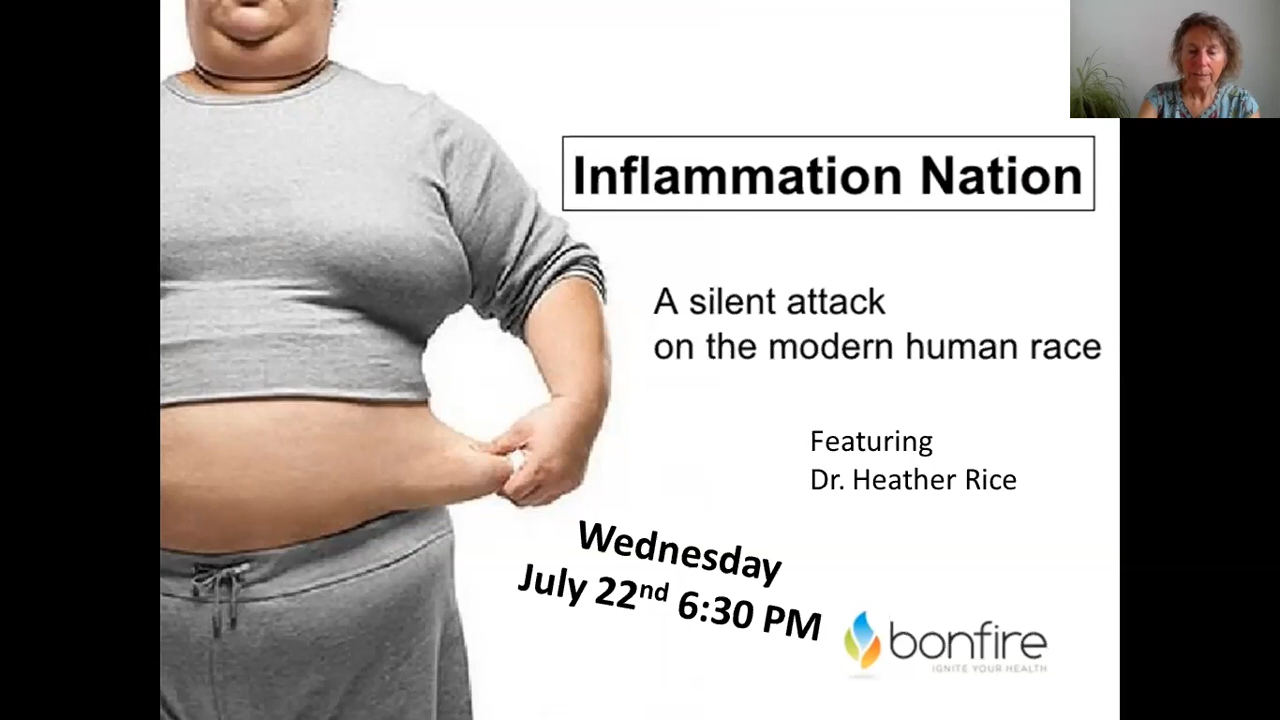 Inflammation Nation
A silent attack
on the modern human race
Featuring
Dr. Heather Rice
Wednesday
July 22nd 6:30 PM
bonfire
IGNITE YOUR HEALTH